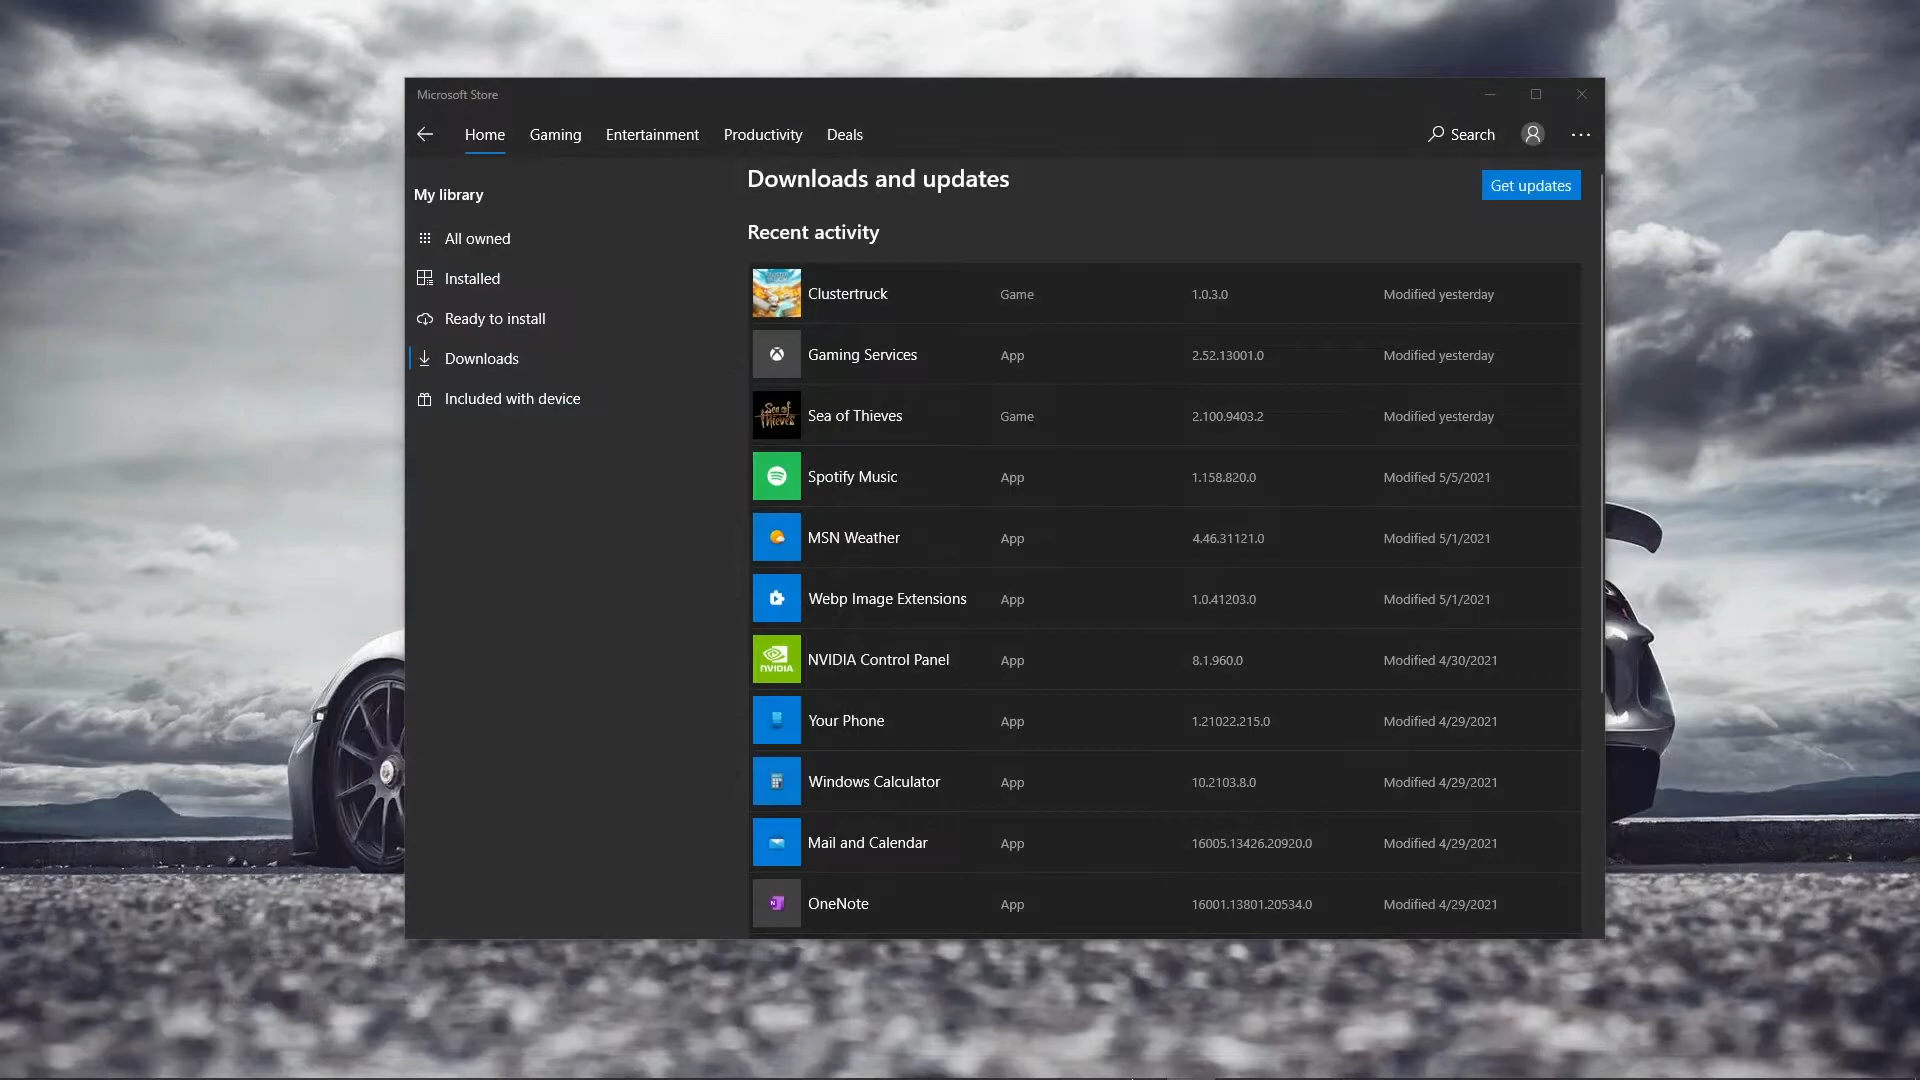 Microsoft Store
Home Gaming Entertainment Productivity Deals Search
My library
All owned
Installed
Ready to install
Downloads
Included with device
Downloads and updates
Get updates
Recent activity
Clustertruck Game 1.0.3.0 Modified yesterday
Gaming Services App 2.52.13001.0 Modified yesterday
Sea of Thieves
Sea of Thieves Game 2.100.9403.2 Modified yesterday
Spotify Music App 1.158.820.0 Modified 5/5/2021
MSN Weather App 4.46.31121.0 Modified 5/1/2021
Webp Image Extensions App 1.0.41203.0 Modified 5/1/2021
NVIDIA
NVIDIA Control Panel App 8.1.960.0 Modified 4/30/2021
Your Phone App 1.21022.215.0 Modified 4/29/2021
Windows Calculator App 10.2103.8.0 Modified 4/29/2021
Mail and Calendar App 16005.13426.20920.0 Modified 4/29/2021
N
OneNote App 16001.13801.20534.0 Modified 4/29/2021